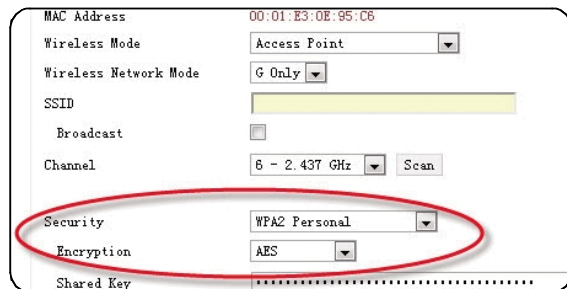 MAC Address 00:01:E3:0E:95:C6
Wireless Mode Access Point
Wireless Network Mode G Only
SSID
Broadcast
Channel 6 - 2.437 GHz Scan
Security WPA2 Personal
Encryption AES
Shared Key